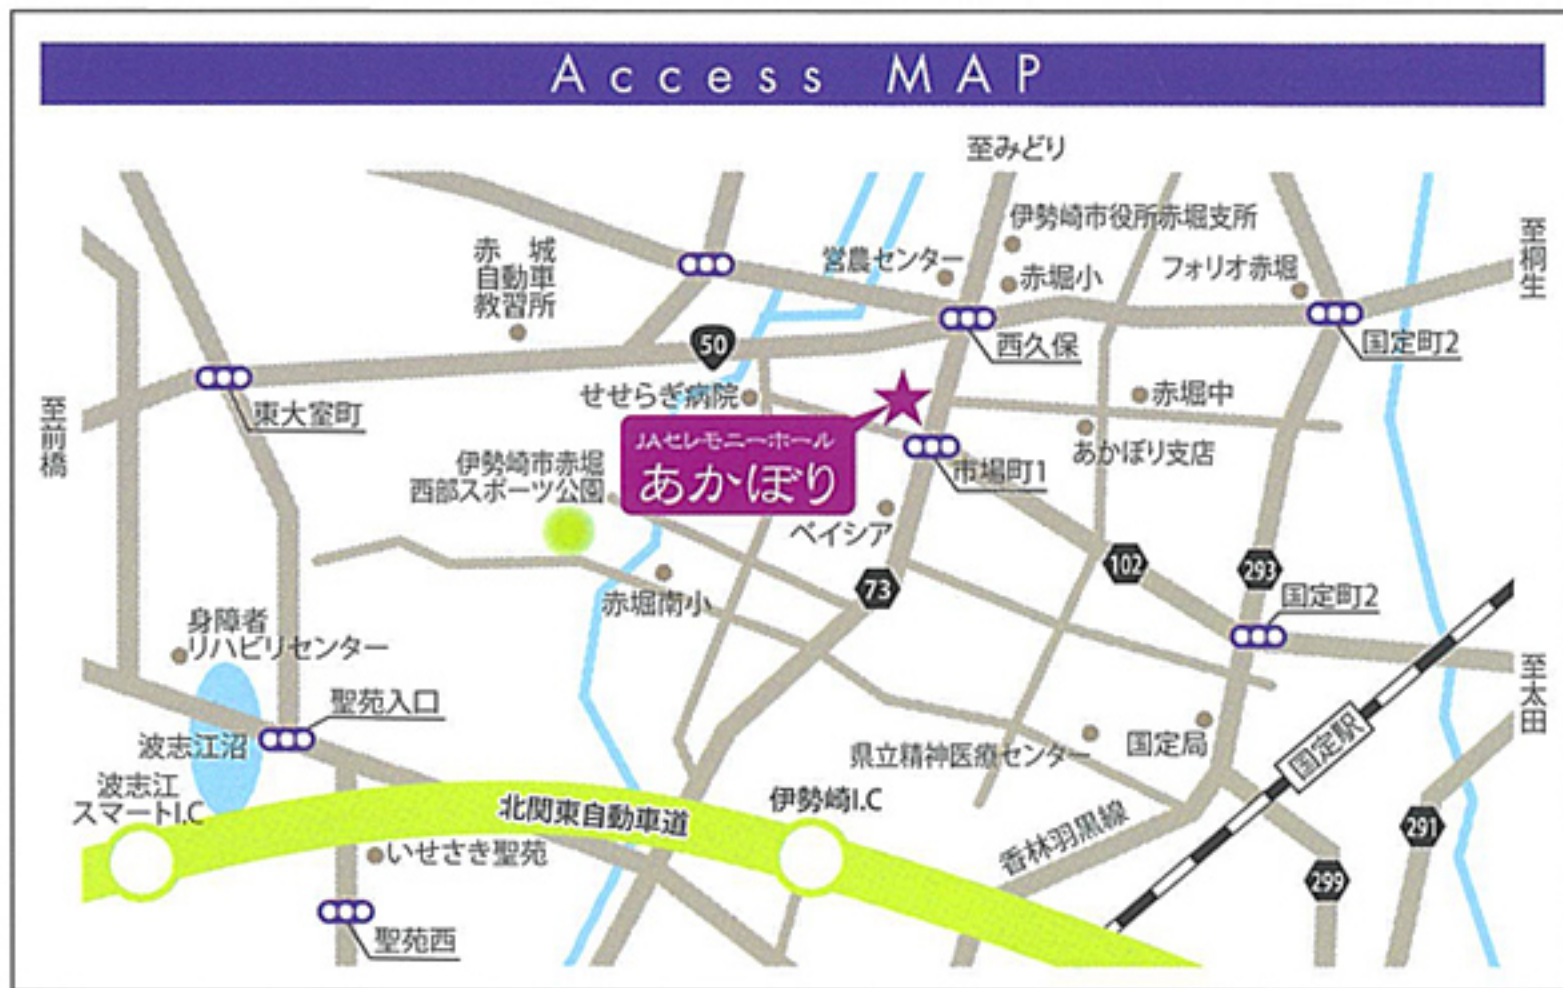 Access MAP
至みどり
伊勢崎市役所赤堀支所
営農センター
赤堀小
フォリオ赤堀
至桐生
赤 城
自動車
教習所
50
西久保
国定町2
せせらぎ病院
赤堀中
東大室町
至前橋
JAセレモニーホール
あかぼり
あかぼり支店
市場町1
伊勢崎市赤堀
西部スポーツ公園
ベイシア
102
293
73
国定町2
赤堀南小
身障者
リハビリセンター
至太田
聖苑入口
波志江沼
県立精神医療センター
国定局
国定駅
波志江
スマートI.C
北関東自動車道
伊勢崎I.C
香林羽黒線
291
いせさき聖苑
299
聖苑西